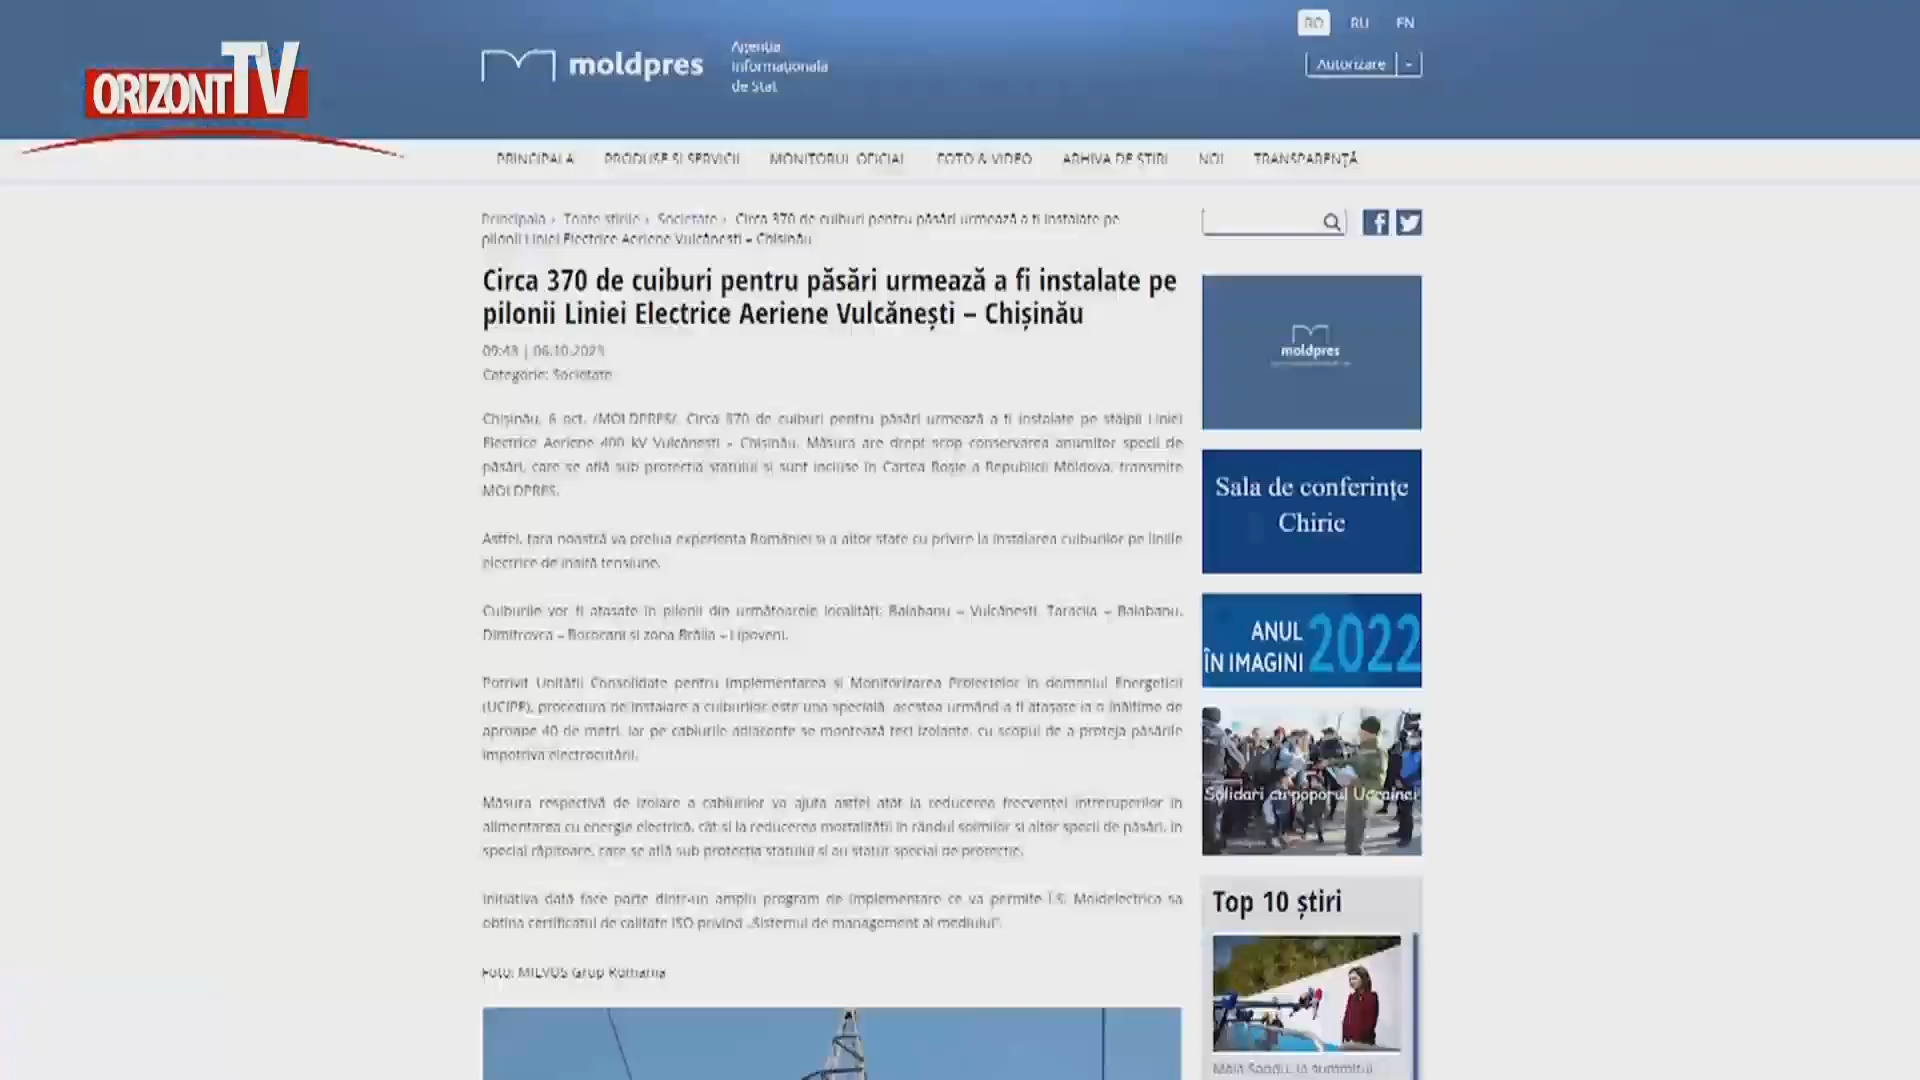 ORIZONT TV
moldpres
Agenția
Informațională
de Stat
RO RU EN
Autorizare
PRINCIPALA PRODUSE ȘI SERVICII MONITORUL OFICIAL FOTO & VIDEO ARHIVA DE ȘTIRI NOI TRANSPARENȚĂ
Principala › Toate știrile › Societate › Circa 370 de cuiburi pentru păsări urmează a fi instalate pe
pilonii Liniei Electrice Aeriene Vulcănești – Chișinău
Circa 370 de cuiburi pentru păsări urmează a fi instalate pe
pilonii Liniei Electrice Aeriene Vulcănești – Chișinău
09:43 | 06.10.2023
Categorie: Societate
Chișinău, 6 oct. /MOLDPRES/. Circa 370 de cuiburi pentru păsări urmează a fi instalate pe stâlpii Liniei
Electrice Aeriene 400 kV Vulcănești – Chișinău. Măsura are drept scop conservarea anumitor specii de
păsări, care se află sub protecția statului și sunt incluse în Cartea Roșie a Republicii Moldova, transmite
MOLDPRES.
Astfel, țara noastră va prelua experiența României și a altor state cu privire la instalarea cuiburilor pe liniile
electrice de înaltă tensiune.
Cuiburile vor fi atașate în pilonii din următoarele localități: Balabanu – Vulcănești, Taraclia – Balabanu,
Dimitrovca – Borogani și zona Brăila – Lipoveni.
Potrivit Unității Consolidate pentru Implementarea și Monitorizarea Proiectelor în domeniul Energeticii
(UCIPE), procedura de instalare a cuiburilor este una specială, acestea urmând a fi atașate la o înălțime de
aproape 40 de metri, iar pe cablurile adiacente se montează teci izolante, cu scopul de a proteja păsările
împotriva electrocutării.
Măsura respectivă de izolare a cablurilor va ajuta astfel atât la reducerea frecvenței întreruperilor în
alimentarea cu energie electrică, cât și la reducerea mortalității în rândul șoimilor și altor specii de păsări, în
special răpitoare, care se află sub protecția statului și au statut special de protecție.
Inițiativa dată face parte dintr-un amplu program de implementare ce va permite Î.S. Moldelectrica să
obțină certificatul de calitate ISO privind „Sistemul de management al mediului”.
Foto: MILVUS Grup Romania
moldpres
Sala de conferințe
Chirie
ANUL
ÎN IMAGINI 2022
Solidari cu poporul Ucrainei
Top 10 știri
Maia Sandu, la summitul